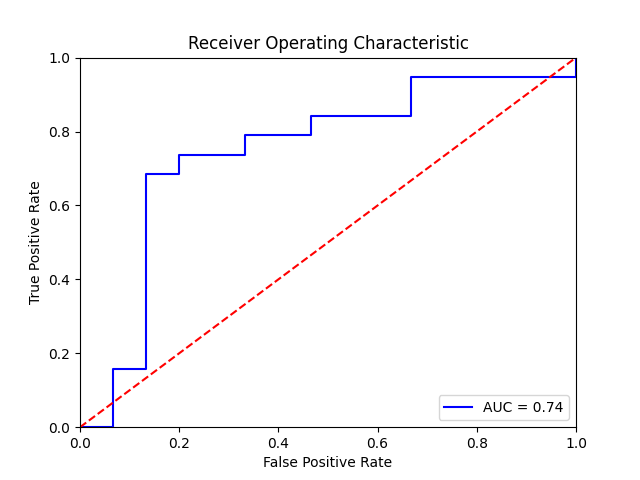 Receiver Operating Characteristic
1.0
0.8
0.6
0.4
0.2
0.0
True Positive Rate
AUC = 0.74
0.0 0.2 0.4 0.6 0.8 1.0
False Positive Rate